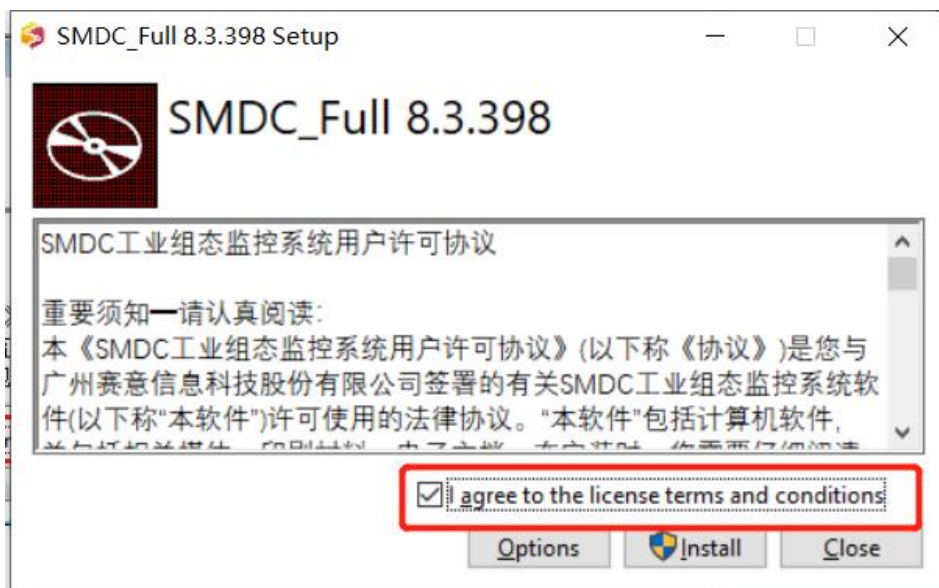 SMDC_Full 8.3.398 Setup
SMDC_Full 8.3.398
SMDC工业组态监控系统用户许可协议
重要须知━请认真阅读:
本《SMDC工业组态监控系统用户许可协议》(以下称《协议》)是您与
广州赛意信息科技股份有限公司签署的有关SMDC工业组态监控系统软
件(以下称“本软件”)许可使用的法律协议。“本软件”包括计算机软件,
I agree to the license terms and conditions
Options
Install
Close